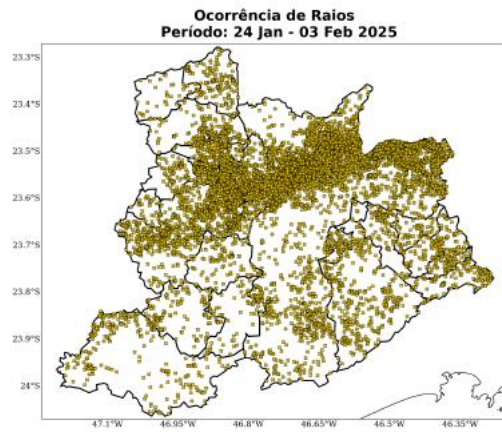 Ocorrência de Raios
Período: 24 Jan - 03 Feb 2025
23.3°S
23.4°S
23.5°S
23.6°S
23.7°S
23.8°S
23.9°S
24°S
47.1°W
46.95°W
46.8°W
46.65°W
46.5°W
46.35°W